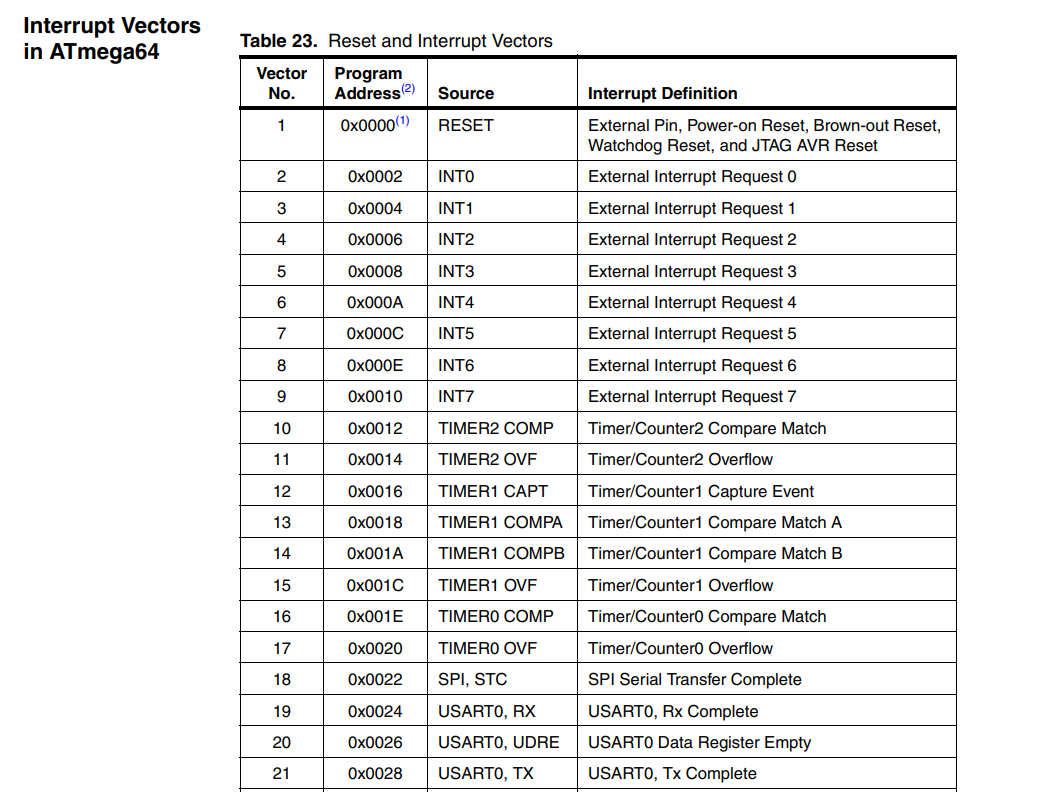 Interrupt Vectors
in ATmega64
Table 23. Reset and Interrupt Vectors
Vector No. Program Address(2) Source Interrupt Definition
1 0x0000(1) RESET External Pin, Power-on Reset, Brown-out Reset,
Watchdog Reset, and JTAG AVR Reset
2 0x0002 INT0 External Interrupt Request 0
3 0x0004 INT1 External Interrupt Request 1
4 0x0006 INT2 External Interrupt Request 2
5 0x0008 INT3 External Interrupt Request 3
6 0x000A INT4 External Interrupt Request 4
7 0x000C INT5 External Interrupt Request 5
8 0x000E INT6 External Interrupt Request 6
9 0x0010 INT7 External Interrupt Request 7
10 0x0012 TIMER2 COMP Timer/Counter2 Compare Match
11 0x0014 TIMER2 OVF Timer/Counter2 Overflow
12 0x0016 TIMER1 CAPT Timer/Counter1 Capture Event
13 0x0018 TIMER1 COMPA Timer/Counter1 Compare Match A
14 0x001A TIMER1 COMPB Timer/Counter1 Compare Match B
15 0x001C TIMER1 OVF Timer/Counter1 Overflow
16 0x001E TIMER0 COMP Timer/Counter0 Compare Match
17 0x0020 TIMER0 OVF Timer/Counter0 Overflow
18 0x0022 SPI, STC SPI Serial Transfer Complete
19 0x0024 USART0, RX USART0, Rx Complete
20 0x0026 USART0, UDRE USART0 Data Register Empty
21 0x0028 USART0, TX USART0, Tx Complete